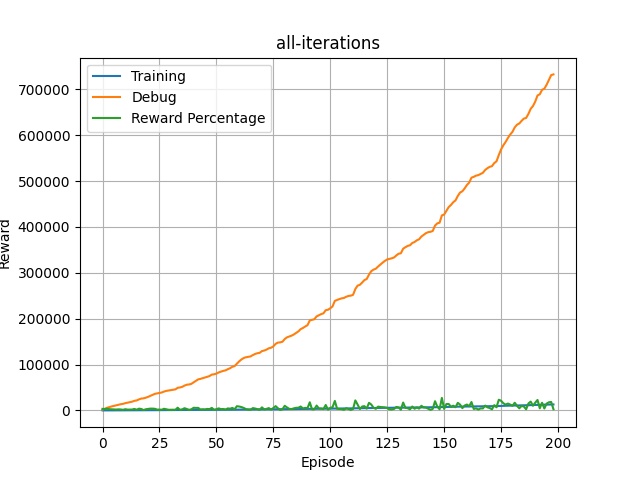 all-iterations
Training
Debug
Reward Percentage
700000
600000
500000
400000
300000
200000
100000
0
Reward
0 25 50 75 100 125 150 175 200
Episode